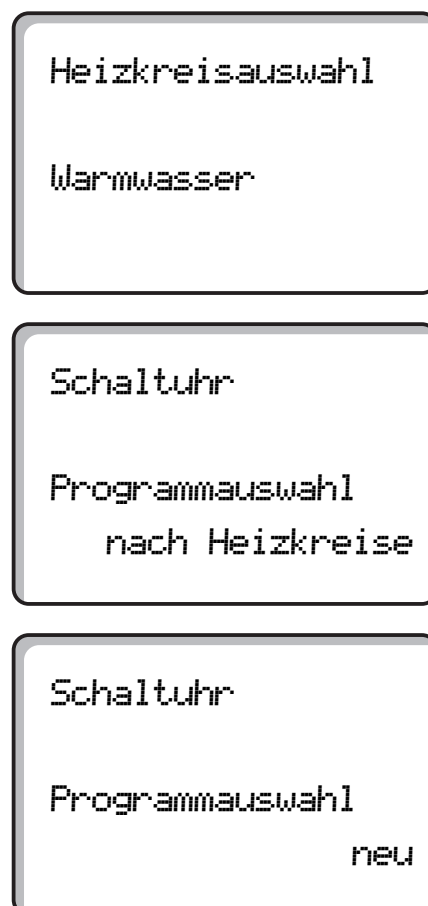 Heizkreisauswahl
Warmwasser
Schaltuhr
Programmauswahl
nach Heizkreise
Schaltuhr
Programmauswahl
neu